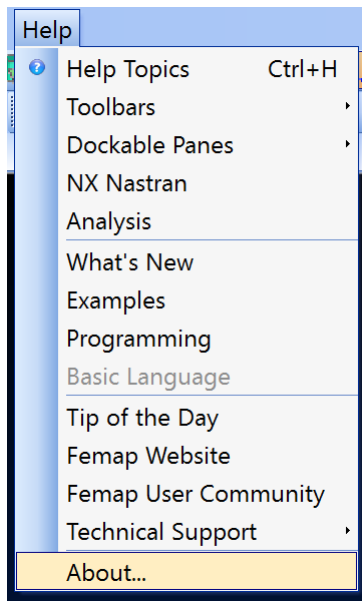 Help
Help Topics Ctrl+H
Toolbars
Dockable Panes
NX Nastran
Analysis
What's New
Examples
Programming
Basic Language
Tip of the Day
Femap Website
Femap User Community
Technical Support
About...